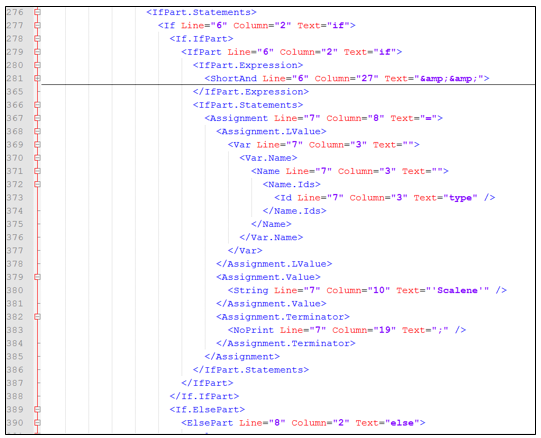 276 <IfPart.Statements>
277 <If Line="6" Column="2" Text="if">
278 <If.IfPart>
279 <IfPart Line="6" Column="2" Text="if">
280 <IfPart.Expression>
281 <ShortAnd Line="6" Column="27" Text="&amp;&amp;">
365 </IfPart.Expression>
366 <IfPart.Statements>
367 <Assignment Line="7" Column="8" Text="=">
368 <Assignment.LValue>
369 <Var Line="7" Column="3" Text="">
370 <Var.Name>
371 <Name Line="7" Column="3" Text="">
372 <Name.Ids>
373 <Id Line="7" Column="3" Text="type" />
374 </Name.Ids>
375 </Name>
376 </Var.Name>
377 </Var>
378 </Assignment.LValue>
379 <Assignment.Value>
380 <String Line="7" Column="10" Text="'Scalene'" />
381 </Assignment.Value>
382 <Assignment.Terminator>
383 <NoPrint Line="7" Column="19" Text=";" />
384 </Assignment.Terminator>
385 </Assignment>
386 </IfPart.Statements>
387 </IfPart>
388 </If.IfPart>
389 <If.ElsePart>
390 <ElsePart Line="8" Column="2" Text="else">